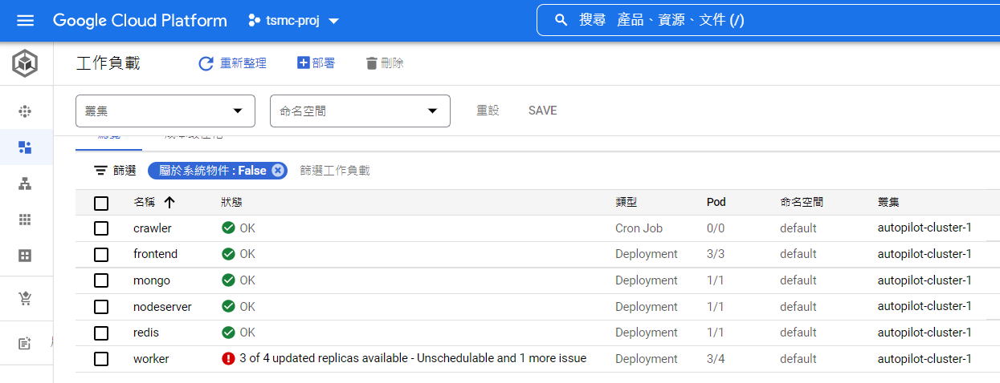 Google Cloud Platform tsmc-proj 搜尋 產品、資源、文件 (/)
工作負載 重新整理 部署 刪除
叢集 命名空間 重設 SAVE
篩選 屬於系統物件 : False 篩選工作負載
名稱 狀態 類型 Pod 命名空間 叢集
crawler OK Cron Job 0/0 default autopilot-cluster-1
frontend OK Deployment 3/3 default autopilot-cluster-1
mongo OK Deployment 1/1 default autopilot-cluster-1
nodeserver OK Deployment 1/1 default autopilot-cluster-1
redis OK Deployment 1/1 default autopilot-cluster-1
worker 3 of 4 updated replicas available - Unschedulable and 1 more issue Deployment 3/4 default autopilot-cluster-1